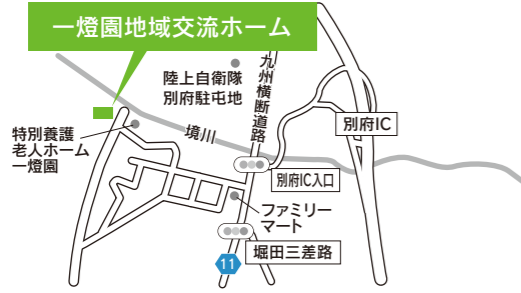 一燈園地域交流ホーム
陸上自衛隊
別府駐屯地
九州横断道路
特別養護
老人ホーム
一燈園
境川
別府IC
別府IC入口
ファミリー
マート
堀田三差路
11